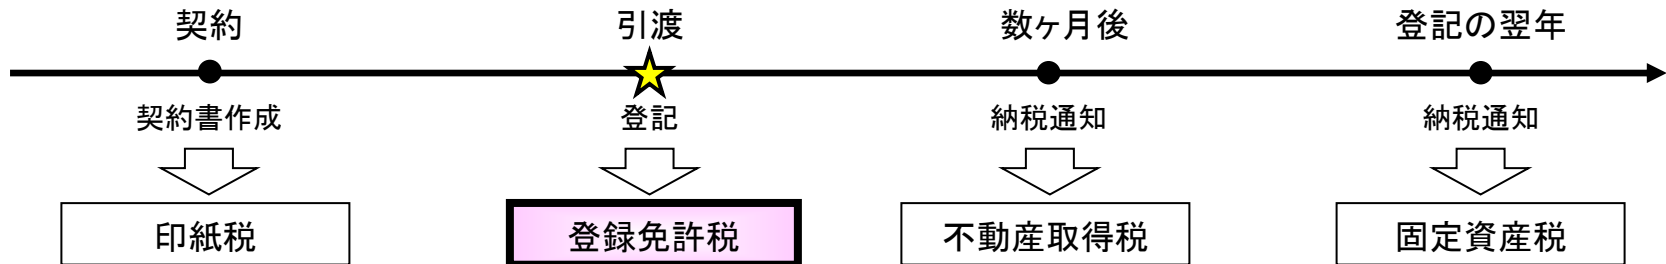 契約 引渡 数ヶ月後 登記の翌年
契約書作成 登記 納税通知 納税通知
印紙税 登録免許税 不動産取得税 固定資産税